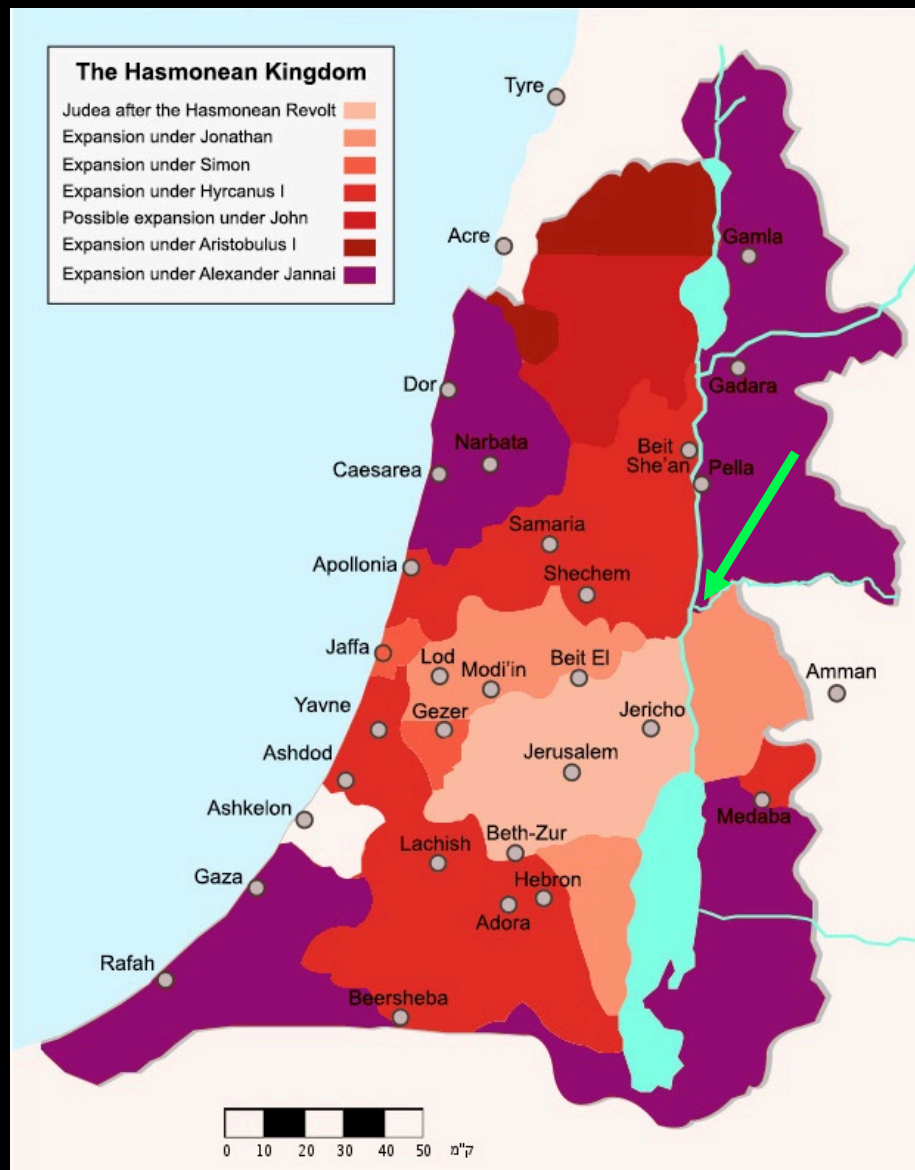 The Hasmonean Kingdom
Judea after the Hasmonean Revolt
Expansion under Jonathan
Expansion under Simon
Expansion under Hyrcanus I
Possible expansion under John
Expansion under Aristobulus I
Expansion under Alexander Jannai
Tyre
Acre
Gamla
Dor
Gadara
Narbata
Beit
She'an
Caesarea
Pella
Samaria
Apollonia
Shechem
Jaffa
Lod
Modi'in
Beit El
Amman
Yavne
Gezer
Jericho
Ashdod
Jerusalem
Ashkelon
Medaba
Lachish
Beth-Zur
Gaza
Hebron
Adora
Rafah
Beersheba
0 10 20 30 40 50 ק"מ